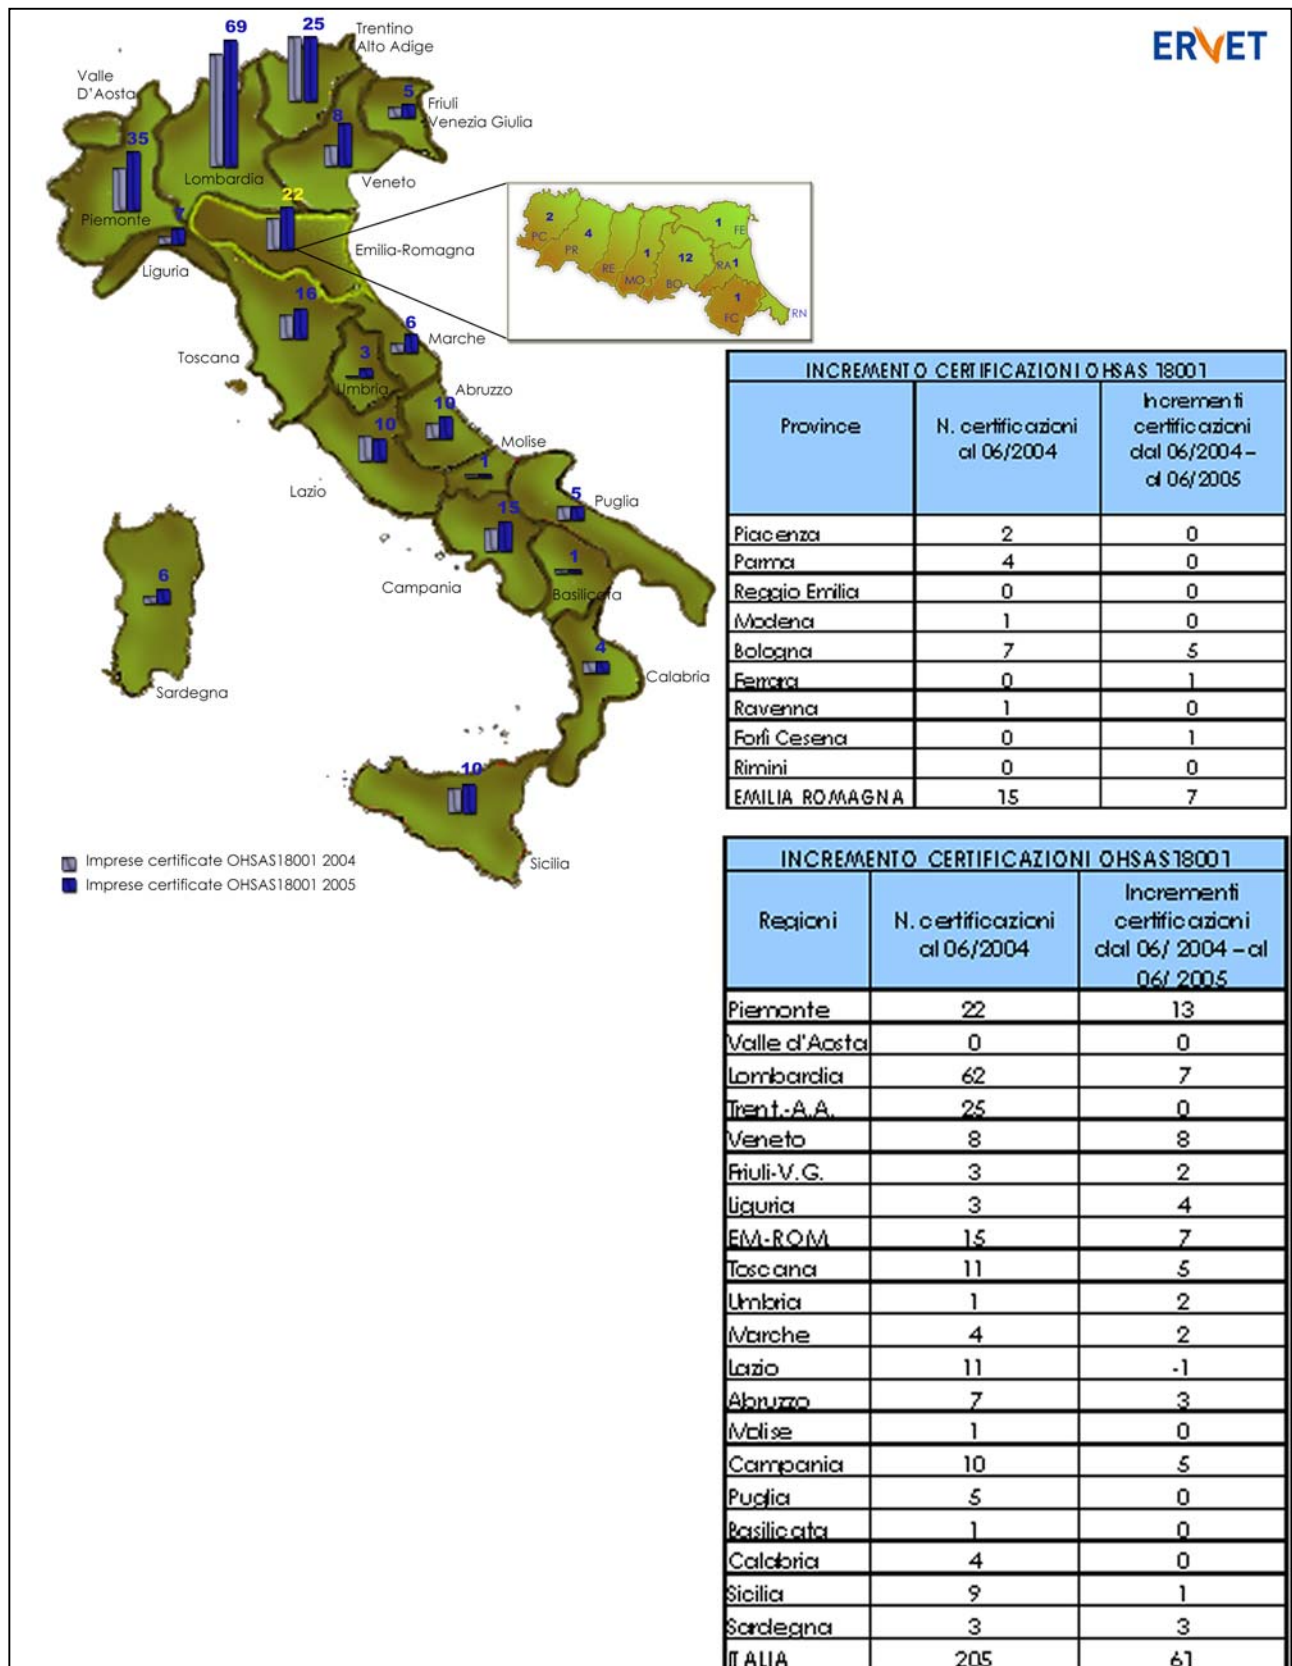 ERVET
69
25
Trentino
Alto Adige
Valle
D'Aosta
5
Friuli
Venezia Giulia
8
35
Lombardia
Veneto
22
Piemonte
7
Emilia-Romagna
Liguria
2
4
1
12
1
1
1
PC
PR
RE
MO
BO
FE
RA
FC
RN
16
6
Marche
Toscana
3
Umbria
Abruzzo
10
10
Molise
1
Lazio
5
Puglia
15
1
Campania
Basilicata
6
4
Calabria
Sardegna
10
Sicilia
Imprese certificate OHSAS18001 2004
Imprese certificate OHSAS18001 2005
INCREMENTO CERTIFICAZIONI OHSAS 18001
Province
N. certificazioni
al 06/2004
Incrementi
certificazioni
dal 06/2004 –
al 06/2005
Piacenza 2 0
Parma 4 0
Reggio Emilia 0 0
Modena 1 0
Bologna 7 5
Ferrara 0 1
Ravenna 1 0
Forlì Cesena 0 1
Rimini 0 0
EMILIA ROMAGNA 15 7
INCREMENTO CERTIFICAZIONI OHSAS18001
Regioni
N. certificazioni
al 06/2004
Incrementi
certificazioni
dal 06/ 2004 – al
06/ 2005
Piemonte 22 13
Valle d'Aosta 0 0
Lombardia 62 7
Trent.-A.A. 25 0
Veneto 8 8
Friuli-V.G. 3 2
Liguria 3 4
EM.-ROM. 15 7
Toscana 11 5
Umbria 1 2
Marche 4 2
Lazio 11 -1
Abruzzo 7 3
Molise 1 0
Campania 10 5
Puglia 5 0
Basilicata 1 0
Calabria 4 0
Sicilia 9 1
Sardegna 3 3
ITALIA 205 61